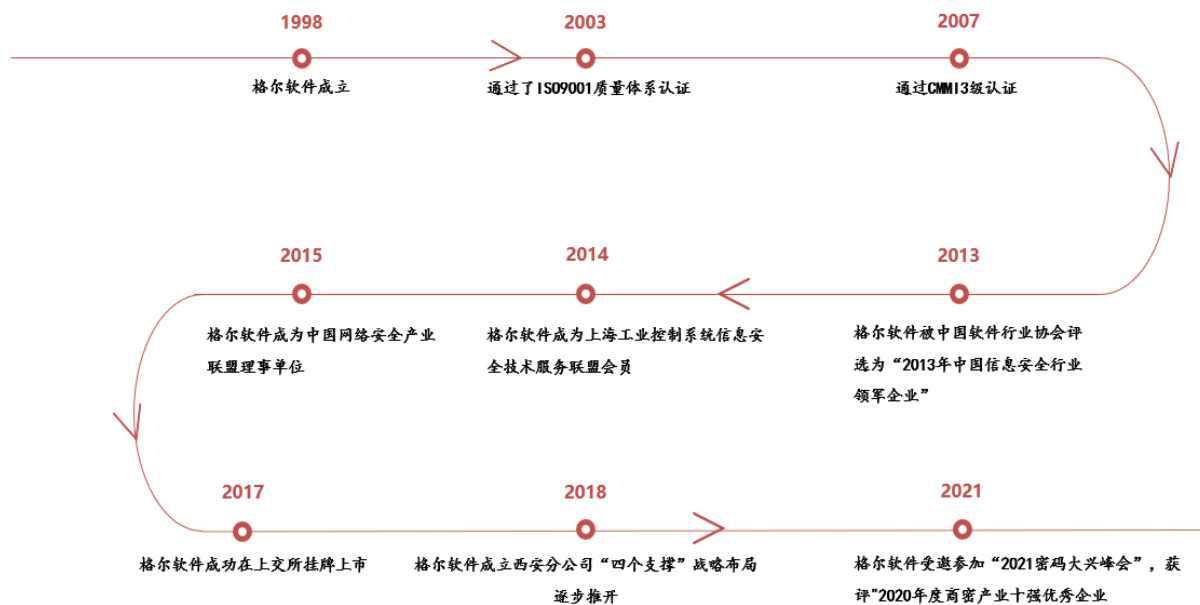 1998
2003
2007
格尔软件成立
通过了ISO9001质量体系认证
通过CMMI3级认证
2013
格尔软件被中国软件行业协会评
选为“2013年中国信息安全行业
领军企业”
2014
格尔软件成为上海工业控制系统信息安
全技术服务联盟会员
2015
格尔软件成为中国网络安全产业
联盟理事单位
2017
格尔软件成功在上交所挂牌上市
2018
格尔软件成立西安分公司“四个支撑”战略布局
逐步推开
2021
格尔软件受邀参加“2021密码大兴峰会”，获
评"2020年度商密产业十强优秀企业